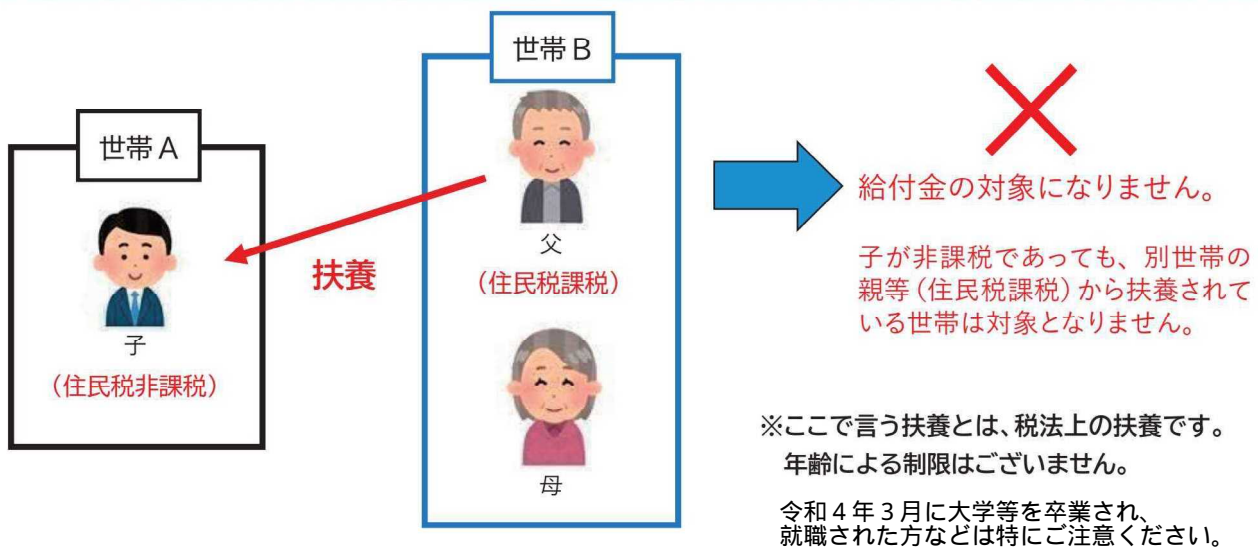 世帯A
子
（住民税非課税）
扶養
世帯B
父
（住民税課税）
母
給付金の対象になりません。
子が非課税であっても、別世帯の
親等（住民税課税）から扶養されて
いる世帯は対象となりません。
※ここで言う扶養とは、税法上の扶養です。
年齢による制限はございません。
令和４年３月に大学等を卒業され、
就職された方などは特にご注意ください。